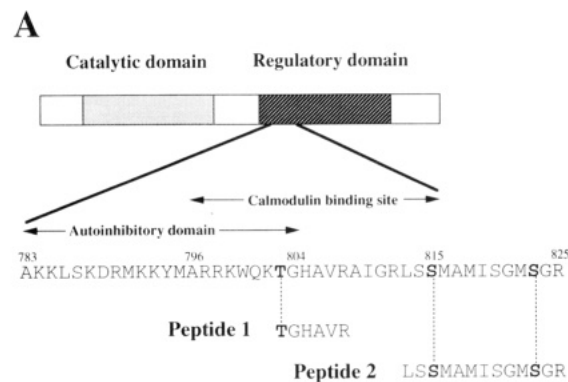 A
Catalytic domain Regulatory domain
Calmodulin binding site
Autoinhibitory domain
783 796 804 815 825
AKKLSKDRMKKYMARRKWQKTGHAVRAIGRLSSMAMISGMSGR
Peptide 1 TGHAVR
Peptide 2 LSSMAMISGMSGR